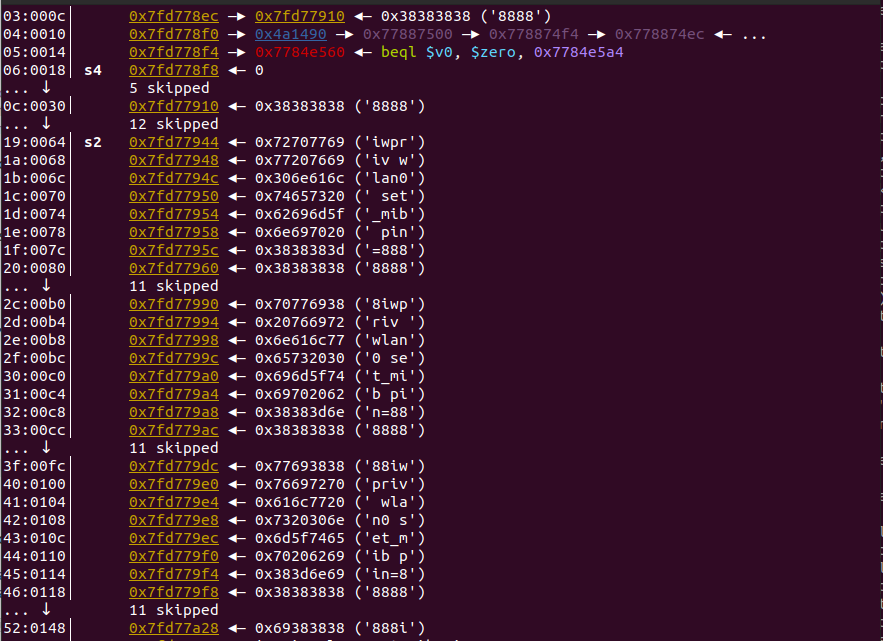 03:000c│ 0x7fd778ec —▸ 0x7fd77910 ◂— 0x38383838 ('8888')
04:0010│ 0x7fd778f0 —▸ 0x4a1490 —▸ 0x77887500 —▸ 0x778874f4 —▸ 0x778874ec ◂— ...
05:0014│ 0x7fd778f4 —▸ 0x7784e560 ◂— beql $v0, $zero, 0x7784e5a4
06:0018│ s4 0x7fd778f8 ◂— 0
... ↓ 5 skipped
0c:0030│ 0x7fd77910 ◂— 0x38383838 ('8888')
... ↓ 12 skipped
19:0064│ s2 0x7fd77944 ◂— 0x72707769 ('iwpr')
1a:0068│ 0x7fd77948 ◂— 0x77207669 ('iv w')
1b:006c│ 0x7fd7794c ◂— 0x306e616c ('lan0')
1c:0070│ 0x7fd77950 ◂— 0x74657320 (' set')
1d:0074│ 0x7fd77954 ◂— 0x62696d5f ('_mib')
1e:0078│ 0x7fd77958 ◂— 0x6e697020 (' pin')
1f:007c│ 0x7fd7795c ◂— 0x3838383d ('=888')
20:0080│ 0x7fd77960 ◂— 0x38383838 ('8888')
... ↓ 11 skipped
2c:00b0│ 0x7fd77990 ◂— 0x70776938 ('8iwp')
2d:00b4│ 0x7fd77994 ◂— 0x20766972 ('riv ')
2e:00b8│ 0x7fd77998 ◂— 0x6e616c77 ('wlan')
2f:00bc│ 0x7fd7799c ◂— 0x65732030 ('0 se')
30:00c0│ 0x7fd779a0 ◂— 0x696d5f74 ('t_mi')
31:00c4│ 0x7fd779a4 ◂— 0x69702062 ('b pi')
32:00c8│ 0x7fd779a8 ◂— 0x38383d6e ('n=88')
33:00cc│ 0x7fd779ac ◂— 0x38383838 ('8888')
... ↓ 11 skipped
3f:00fc│ 0x7fd779dc ◂— 0x77693838 ('88iw')
40:0100│ 0x7fd779e0 ◂— 0x76697270 ('priv')
41:0104│ 0x7fd779e4 ◂— 0x616c7720 (' wla')
42:0108│ 0x7fd779e8 ◂— 0x7320306e ('n0 s')
43:010c│ 0x7fd779ec ◂— 0x6d5f7465 ('et_m')
44:0110│ 0x7fd779f0 ◂— 0x70206269 ('ib p')
45:0114│ 0x7fd779f4 ◂— 0x383d6e69 ('in=8')
46:0118│ 0x7fd779f8 ◂— 0x38383838 ('8888')
... ↓ 11 skipped
52:0148│ 0x7fd77a28 ◂— 0x69383838 ('888i')